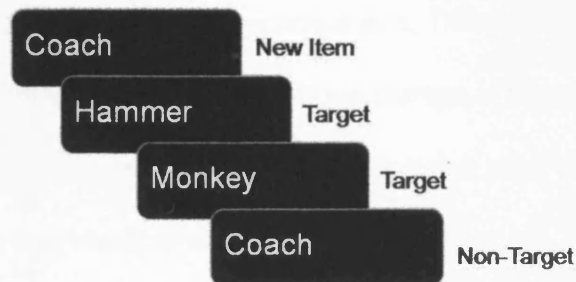 Coach New Item
Hammer Target
Monkey Target
Coach Non-Target